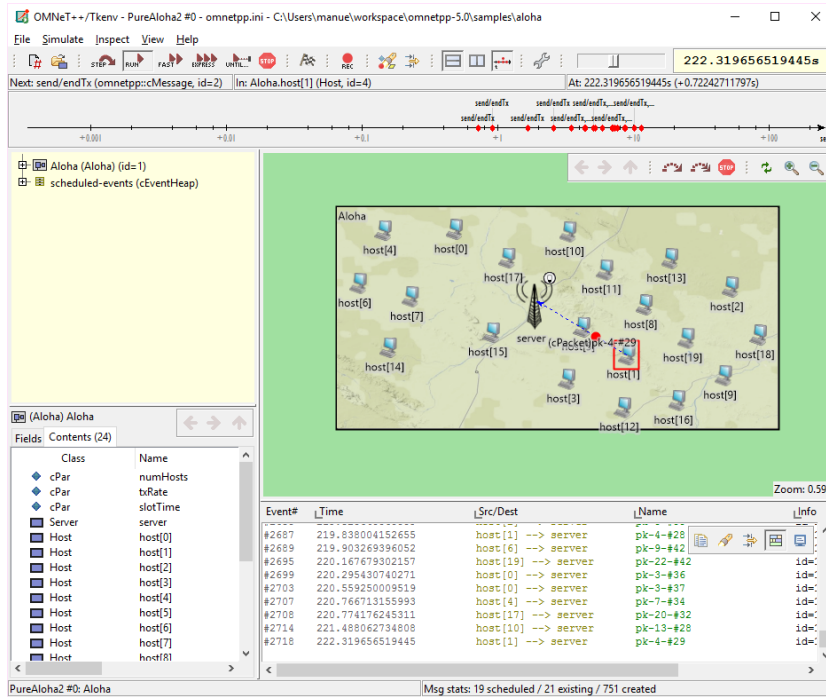 OMNeT++/Tkenv - PureAloha2 #0 - omnetpp.ini - C:\Users\manue\workspace\omnetpp-5.0\samples\aloha
File Simulate Inspect View Help
STEP RUN FAST EXPRESS UNTIL... STOP REC 222.319656519445s
Next: send/endTx (omnetpp::cMessage, id=2) In: Aloha.host[1] (Host, id=4) At: 222.319656519445s (+0.72242711797s)
send/endTx send/endTx send/endTx,...send/endTx,...
send/endTx send/endTx send/endTx,...send/endTx,...
+0.001 +0.01 +0.1 +1 +10 +100
Aloha (Aloha) (id=1)
scheduled-events (cEventHeap)
STOP
Aloha
host[4]
host[0]
host[10]
host[17]
host[11]
host[13]
host[6]
host[7]
host[2]
host[8]
server
(cPacket)pk-4-#29
host[15]
host[19]
host[18]
host[14]
host[1]
host[3]
host[9]
host[12]
host[16]
Zoom: 0.59
(Aloha) Aloha
Fields Contents (24)
Class Name
cPar numHosts
cPar txRate
cPar slotTime
Server server
Host host[0]
Host host[1]
Host host[2]
Host host[3]
Host host[4]
Host host[5]
Host host[6]
Host host[7]
Host host[8]
Event# Time Src/Dest Name Info
#2687 219.838004152655 host[1] --> server pk-4-#28
#2689 219.903269396052 host[6] --> server pk-9-#42
#2695 220.167679302157 host[19] --> server pk-22-#42 id=
#2699 220.295430740271 host[0] --> server pk-3-#36 id=
#2703 220.559250009519 host[0] --> server pk-3-#37 id=
#2707 220.766713155993 host[4] --> server pk-7-#34 id=
#2708 220.774176245311 host[17] --> server pk-20-#32 id=
#2714 221.488062734808 host[10] --> server pk-13-#28 id=
#2718 222.319656519445 host[1] --> server pk-4-#29 id=
PureAloha2 #0: Aloha Msg stats: 19 scheduled / 21 existing / 751 created